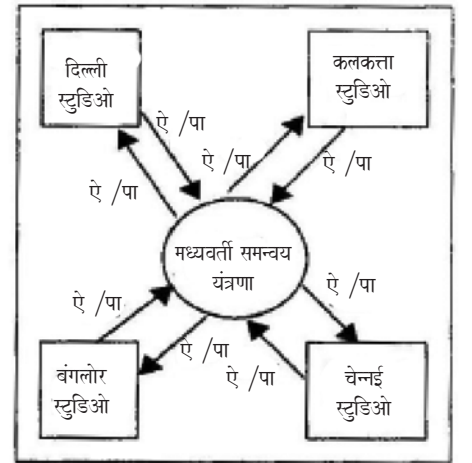 दिल्ली
स्टुडिओ
कलकत्ता
स्टुडिओ
ऐ /पा
ऐ /पा
ऐ /पा
ऐ /पा
मध्यवर्ती समन्वय
यंत्रणा
ऐ /पा
ऐ /पा
ऐ /पा
ऐ /पा
बंगलोर
स्टुडिओ
चेन्नई
स्टुडिओ